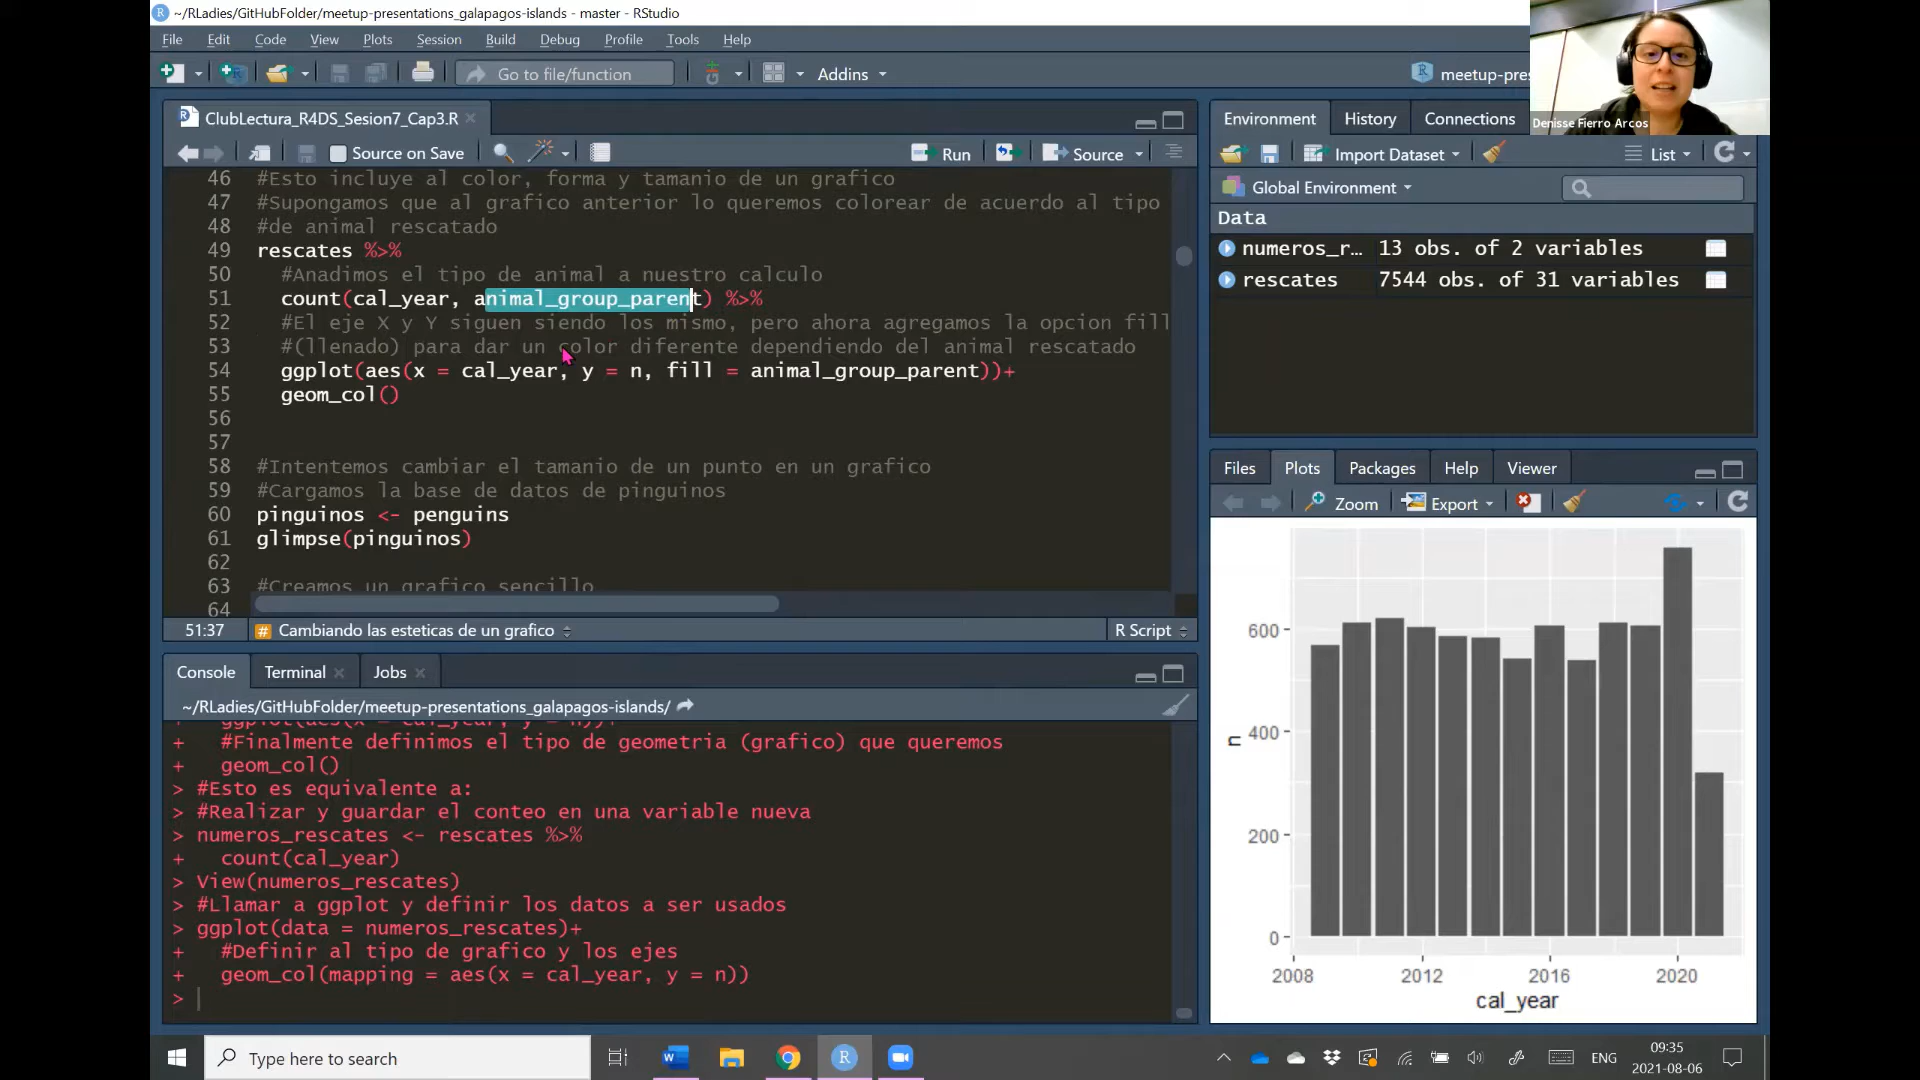 ~/RLadies/GitHubFolder/meetup-presentations_galapagos-islands - master - RStudio
File Edit Code View Plots Session Build Debug Profile Tools Help
Go to file/function
Addins
meetup-pres
Denisse Fierro Arcos
ClubLectura_R4DS_Sesion7_Cap3.R
Source on Save
Run
Source
46 #Esto incluye al color, forma y tamanio de un grafico
47 #Supongamos que al grafico anterior lo queremos colorear de acuerdo al tipo
48 #de animal rescatado
49 rescates %>%
50 #Anadimos el tipo de animal a nuestro calculo
51 count(cal_year, animal_group_parent) %>%
52 #El eje X y Y siguen siendo los mismo, pero ahora agregamos la opcion fill
53 #(llenado) para dar un color diferente dependiendo del animal rescatado
54 ggplot(aes(x = cal_year, y = n, fill = animal_group_parent))+
55 geom_col()
56
57
58 #Intentemos cambiar el tamanio de un punto en un grafico
59 #Cargamos la base de datos de pinguinos
60 pinguinos <- penguins
61 glimpse(pinguinos)
62
63 #Creamos un grafico sencillo
64
51:37 # Cambiando las esteticas de un grafico R Script
Console Terminal Jobs
~/RLadies/GitHubFolder/meetup-presentations_galapagos-islands/
+ ggplot(aes(x = cal_year, y = n))+
+ #Finalmente definimos el tipo de geometria (grafico) que queremos
+ geom_col()
> #Esto es equivalente a:
> #Realizar y guardar el conteo en una variable nueva
> numeros_rescates <- rescates %>%
+ count(cal_year)
> View(numeros_rescates)
> #Llamar a ggplot y definir los datos a ser usados
> ggplot(data = numeros_rescates)+
+ #Definir al tipo de grafico y los ejes
+ geom_col(mapping = aes(x = cal_year, y = n))
>
Environment History Connections
Import Dataset List
Global Environment
Data
numeros_r… 13 obs. of 2 variables
rescates 7544 obs. of 31 variables
Files Plots Packages Help Viewer
Zoom Export
600
400
200
0
n
2008 2012 2016 2020
cal_year
Type here to search
ENG
09:35
2021-08-06